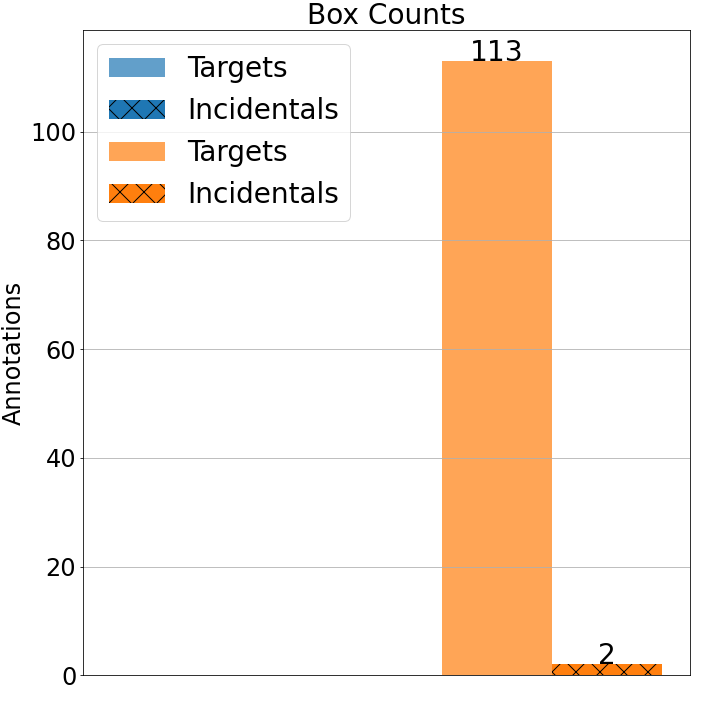 Box Counts
113
Targets
Incidentals
Targets
Incidentals
100
80
60
40
20
0
Annotations
2